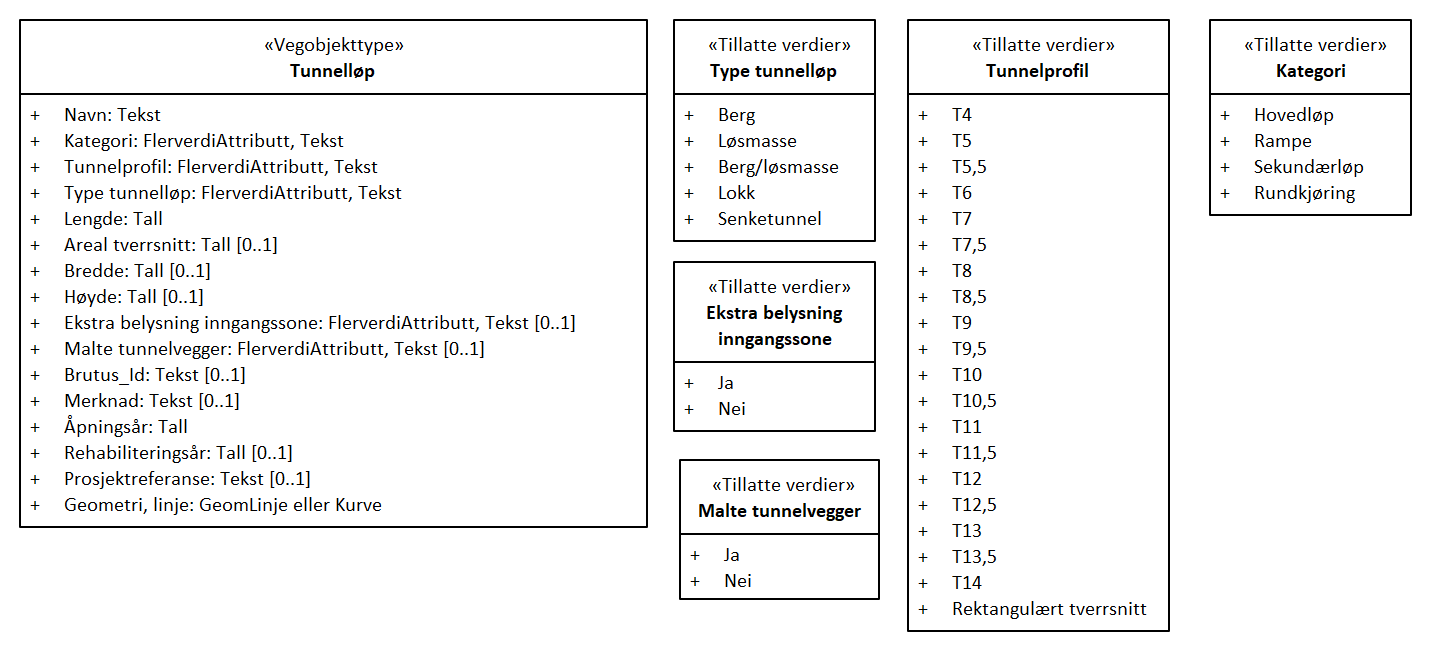 «Vegobjekttype»
Tunnelløp
+ Navn: Tekst
+ Kategori: FlerverdiAttributt, Tekst
+ Tunnelprofil: FlerverdiAttributt, Tekst
+ Type tunnelløp: FlerverdiAttributt, Tekst
+ Lengde: Tall
+ Areal tverrsnitt: Tall [0..1]
+ Bredde: Tall [0..1]
+ Høyde: Tall [0..1]
+ Ekstra belysning inngangssone: FlerverdiAttributt, Tekst [0..1]
+ Malte tunnelvegger: FlerverdiAttributt, Tekst [0..1]
+ Brutus_Id: Tekst [0..1]
+ Merknad: Tekst [0..1]
+ Åpningsår: Tall
+ Rehabiliteringsår: Tall [0..1]
+ Prosjektreferanse: Tekst [0..1]
+ Geometri, linje: GeomLinje eller Kurve
«Tillatte verdier»
Type tunnelløp
+ Berg
+ Løsmasse
+ Berg/løsmasse
+ Lokk
+ Senketunnel
«Tillatte verdier»
Ekstra belysning
inngangssone
+ Ja
+ Nei
«Tillatte verdier»
Malte tunnelvegger
+ Ja
+ Nei
«Tillatte verdier»
Tunnelprofil
+ T4
+ T5
+ T5,5
+ T6
+ T7
+ T7,5
+ T8
+ T8,5
+ T9
+ T9,5
+ T10
+ T10,5
+ T11
+ T11,5
+ T12
+ T12,5
+ T13
+ T13,5
+ T14
+ Rektangulært tverrsnitt
«Tillatte verdier»
Kategori
+ Hovedløp
+ Rampe
+ Sekundærløp
+ Rundkjøring